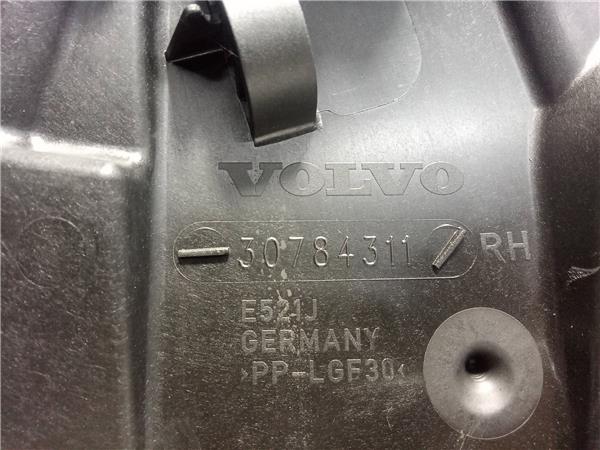 VOLVO
30784311 RH
E521J
GERMANY
>PP-LGF30<